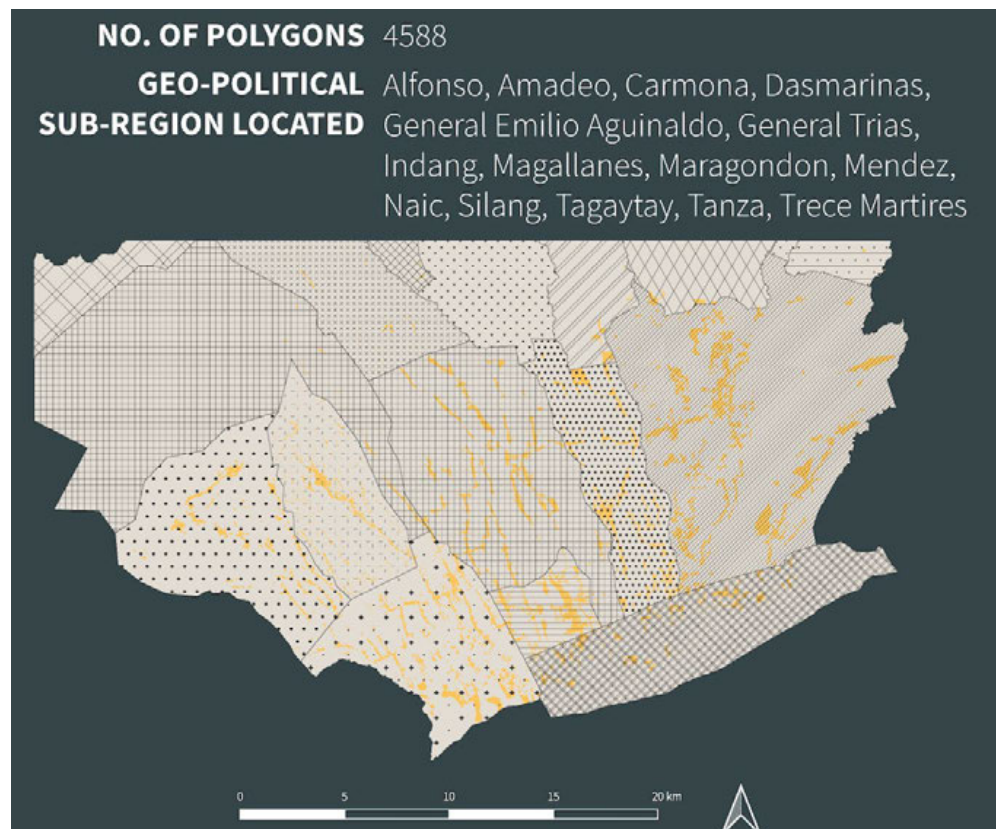 NO. OF POLYGONS 4588
GEO-POLITICAL Alfonso, Amadeo, Carmona, Dasmarinas,
SUB-REGION LOCATED General Emilio Aguinaldo, General Trias,
Indang, Magallanes, Maragondon, Mendez,
Naic, Silang, Tagaytay, Tanza, Trece Martires
0 5 10 15 20 km